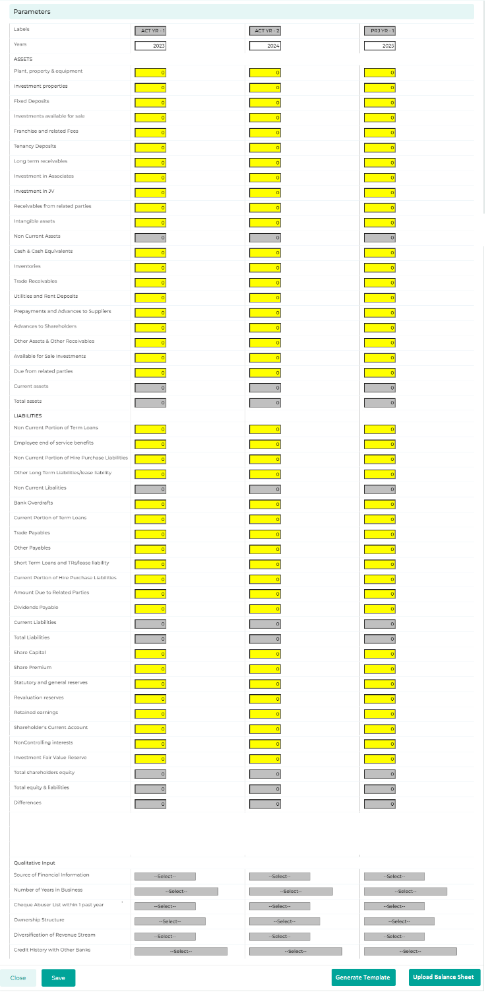 Parameters
Labels ACT YR - 1 ACT YR - 2 PRJ YR - 1
Years 2023 2024 2025
ASSETS
Plant, property & equipment 0 0 0
Investment properties 0 0 0
Fixed Deposits 0 0 0
Investments available for sale 0 0 0
Franchise and related Fees 0 0 0
Tenancy Deposits 0 0 0
Long term receivables 0 0 0
Investment in Associates 0 0 0
Investment in JV 0 0 0
Receivables from related parties 0 0 0
Intangible assets 0 0 0
Non Current Assets 0 0 0
Cash & Cash Equivalents 0 0 0
Inventories 0 0 0
Trade Receivables 0 0 0
Utilities and Rent Deposits 0 0 0
Prepayments and Advances to Suppliers 0 0 0
Advances to Shareholders 0 0 0
Other Assets & Other Receivables 0 0 0
Available for Sale Investments 0 0 0
Due from related parties 0 0 0
Current assets 0 0 0
Total assets 0 0 0
LIABILITIES
Non Current Portion of Term Loans 0 0 0
Employee end of service benefits 0 0 0
Non Current Portion of Hire Purchase Liabilities 0 0 0
Other Long Term Liabilities/lease liability 0 0 0
Non Current Libalities 0 0 0
Bank Overdrafts 0 0 0
Current Portion of Term Loans 0 0 0
Trade Payables 0 0 0
Other Payables 0 0 0
Short Term Loans and TRs/lease liability 0 0 0
Current Portion of Hire Purchase Liabilities 0 0 0
Amount Due to Related Parties 0 0 0
Dividends Payable 0 0 0
Current Liabilities 0 0 0
Total Liabilities 0 0 0
Share Capital 0 0 0
Share Premium 0 0 0
Statutory and general reserves 0 0 0
Revaluation reserves 0 0 0
Retained earnings 0 0 0
Shareholder's Current Account 0 0 0
NonControlling interests 0 0 0
Investment Fair Value Reserve 0 0 0
Total shareholders equity 0 0 0
Total equity & liabilities 0 0 0
Differences 0 0 0
Qualitative Input
Source of Financial Information --Select-- --Select-- --Select--
Number of Years in Business --Select-- --Select-- --Select--
Cheque Abuser List within 1 past year --Select-- --Select-- --Select--
Ownership Structure --Select-- --Select-- --Select--
Diversification of Revenue Stream --Select-- --Select-- --Select--
Credit History with Other Banks --Select-- --Select-- --Select--
Close Save Generate Template Upload Balance Sheet